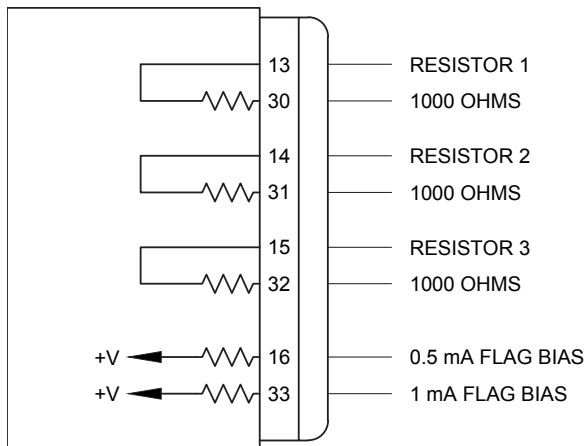 13 RESISTOR 1
30 1000 OHMS
14 RESISTOR 2
31 1000 OHMS
15 RESISTOR 3
32 1000 OHMS
+V 16 0.5 mA FLAG BIAS
+V 33 1 mA FLAG BIAS